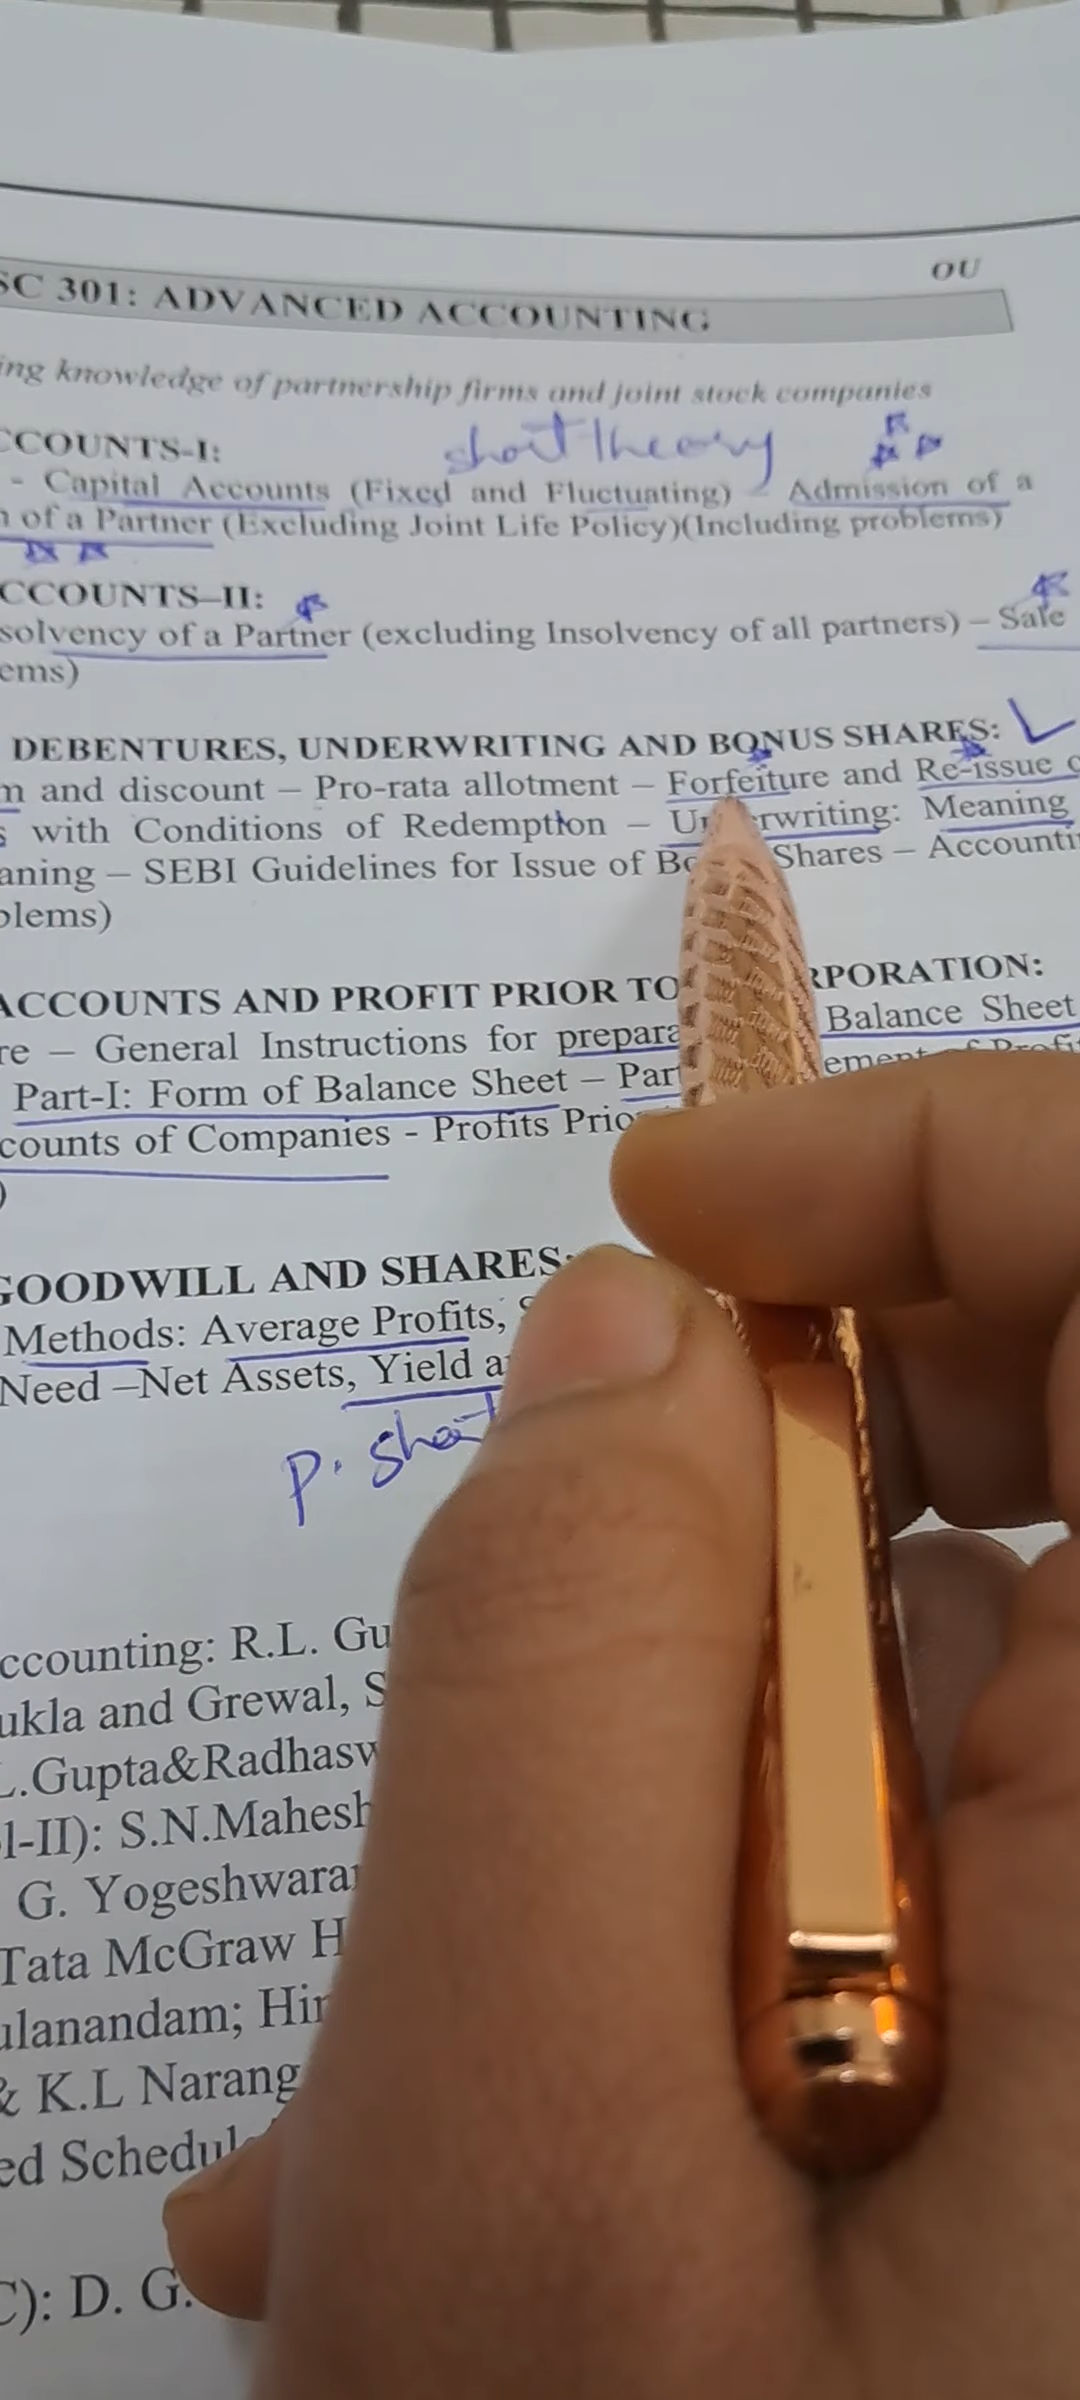 OU
SC 301: ADVANCED ACCOUNTING
ing knowledge of partnership firms and joint stock companies
CCOUNTS-I:
short theory
- Capital Accounts (Fixed and Fluctuating) – Admission of a
of a Partner (Excluding Joint Life Policy)(Including problems)
CCOUNTS–II:
solvency of a Partner (excluding Insolvency of all partners) – Sale
ems)
DEBENTURES, UNDERWRITING AND BONUS SHARES: L
m and discount – Pro-rata allotment – Forfeiture and Re-issue
s with Conditions of Redemption – Un rwriting: Meaning
aning – SEBI Guidelines for Issue of Bo Shares – Accounti
blems)
ACCOUNTS AND PROFIT PRIOR TO RPORATION:
re – General Instructions for prepara Balance Sheet
Part-I: Form of Balance Sheet – Par ement of Profi
counts of Companies - Profits Prio
)
GOODWILL AND SHARES:
Methods: Average Profits,
Need –Net Assets, Yield a
P. short
ccounting: R.L. Gu
ukla and Grewal, S
L.Gupta&Radhasw
l-II): S.N.Mahesh
G. Yogeshwara
Tata McGraw H
ulanandam; Hi
& K.L Narang
ed Schedul
C): D. G.